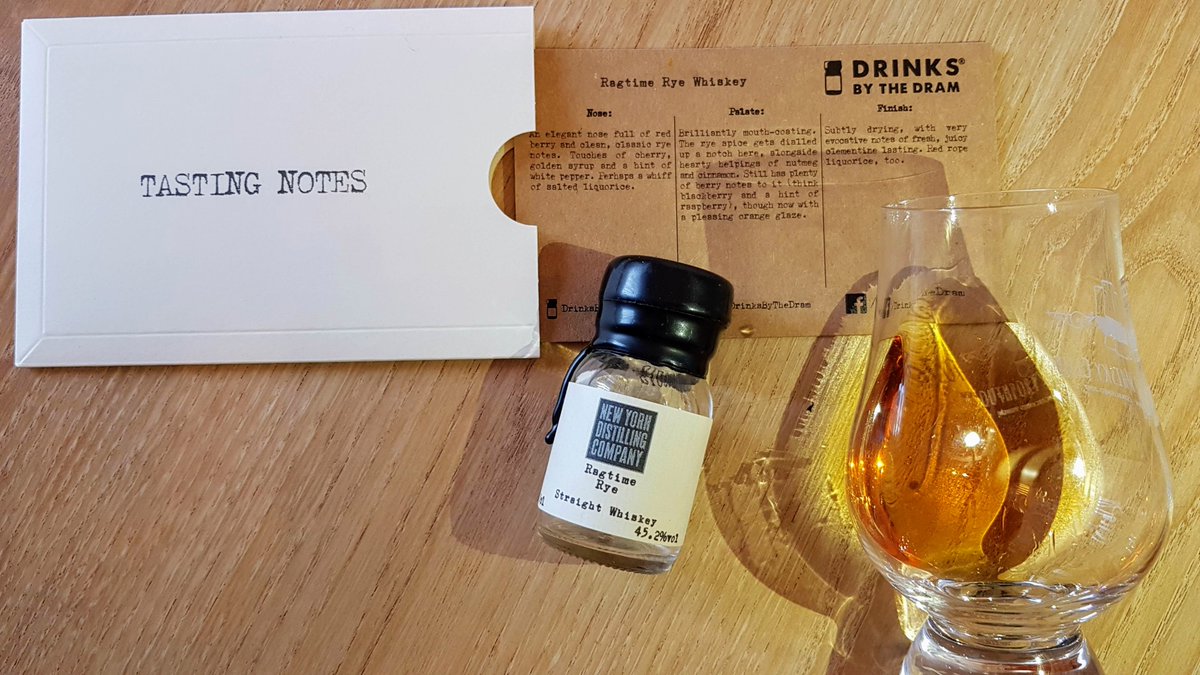 TASTING NOTES
Ragtime Rye Whiskey
DRINKS®
BY THE DRAM
Nose:
An elegant nose full of red
berry and clean, classic rye
notes. Touches of cherry,
golden syrup and a hint of
white pepper. Perhaps a whiff
of salted liquorice.
Palate:
Brilliantly mouth-coating.
The rye spice gets dialled
up a notch here, alongside
hearty helpings of nutmeg
and cinnamon. Still has plenty
of berry notes to it (think
blackberry and a hint of
raspberry), though now with
a pleasing orange glaze.
Finish:
Subtly drying, with very
evocative notes of fresh, juicy
clementine lasting. Red rope
liquorice, too.
DrinksByTheDram
f
NEW YORK
DISTILLING
COMPANY
Ragtime
Rye
Straight Whiskey
45.2%vol